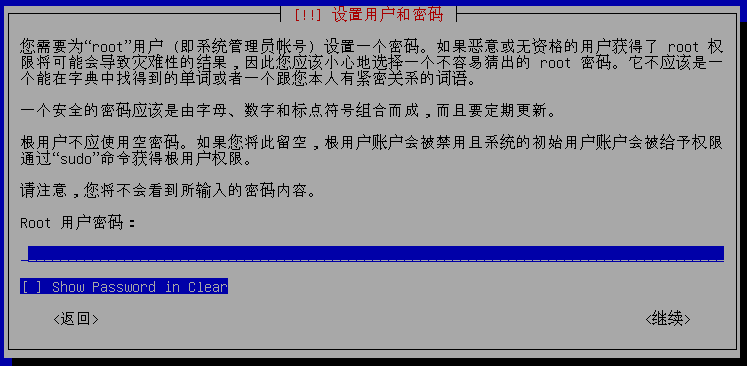 [!!] 设置用户和密码
您需要为“root”用户 (即系统管理员帐号) 设置一个密码。如果恶意或无资格的用户获得了 root 权
限将可能会导致灾难性的结果，因此您应该小心地选择一个不容易猜出的 root 密码。它不应该是一
个能在字典中找得到的单词或者一个跟您本人有紧密关系的词语。
一个安全的密码应该是由字母、数字和标点符号组合而成，而且要定期更新。
根用户不应使用空密码。如果您将此留空，根用户账户会被禁用且系统的初始用户账户会被给予权限
通过“sudo”命令获得根用户权限。
请注意，您将不会看到所输入的密码内容。
Root 用户密码：
[ ] Show Password in Clear
<返回> <继续>